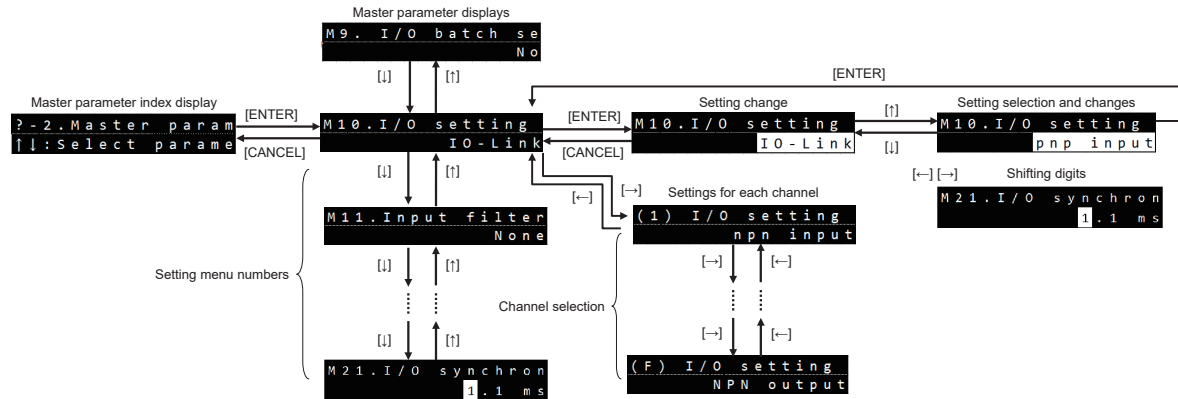 Master parameter displays
M9. I/O batch se
No
[↓]
[↑]
[ENTER]
Master parameter index display
?-2.Master param
↑↓:Select parame
[ENTER]
[CANCEL]
M10.I/O setting
IO-Link
[ENTER]
[CANCEL]
Setting change
M10.I/O setting
IO-Link
[↑]
[↓]
Setting selection and changes
M10.I/O setting
pnp input
[←] [→]
Shifting digits
M21.I/O synchron
1.1 ms
[↓]
[↑]
[←]
[→]
Settings for each channel
(1) I/O setting
npn input
M11.Input filter
None
Setting menu numbers
[↓]
[↑]
[↓]
[↑]
M21.I/O synchron
1.1 ms
Channel selection
[→]
[←]
[→]
[←]
(F) I/O setting
NPN output